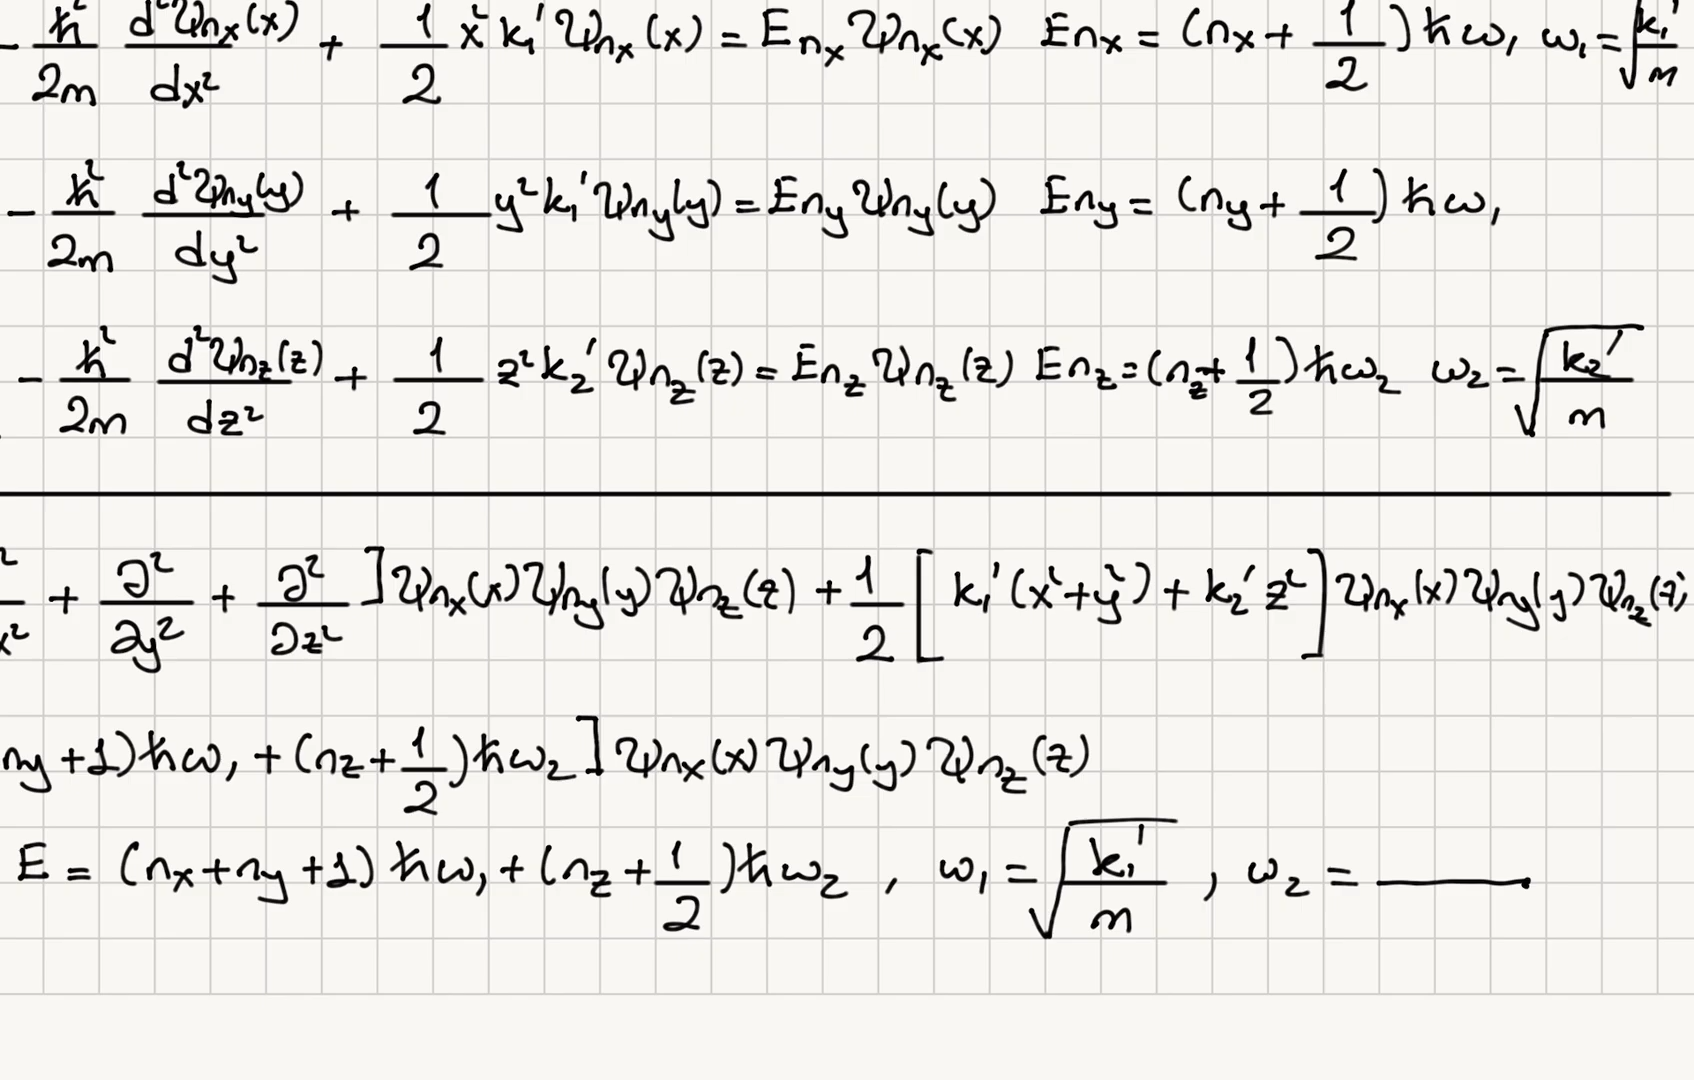 - ħ²/2m d²Ψnx(x)/dx² + 1/2 x² k₁' Ψnx(x) = Enx Ψnx(x) Enx = (nx + 1/2) ħω₁ ω₁ = √k₁'/m
- ħ²/2m d²Ψny(y)/dy² + 1/2 y² k₁' Ψny(y) = Eny Ψny(y) Eny = (ny + 1/2) ħω₁
- ħ²/2m d²Ψnz(z)/dz² + 1/2 z² k₂' Ψnz(z) = Enz Ψnz(z) Enz = (nz + 1/2) ħω₂ ω₂ = √k₂'/m
²/x² + ∂²/∂y² + ∂²/∂z² ] Ψnx(x) Ψny(y) Ψnz(z) + 1/2 [ k₁'(x² + y²) + k₂' z² ] Ψnx(x) Ψny(y) Ψnz(z)
ny + 1) ħω₁ + (nz + 1/2) ħω₂ ] Ψnx(x) Ψny(y) Ψnz(z)
E = (nx + ny + 1) ħω₁ + (nz + 1/2) ħω₂ , ω₁ = √k₁'/m , ω₂ =